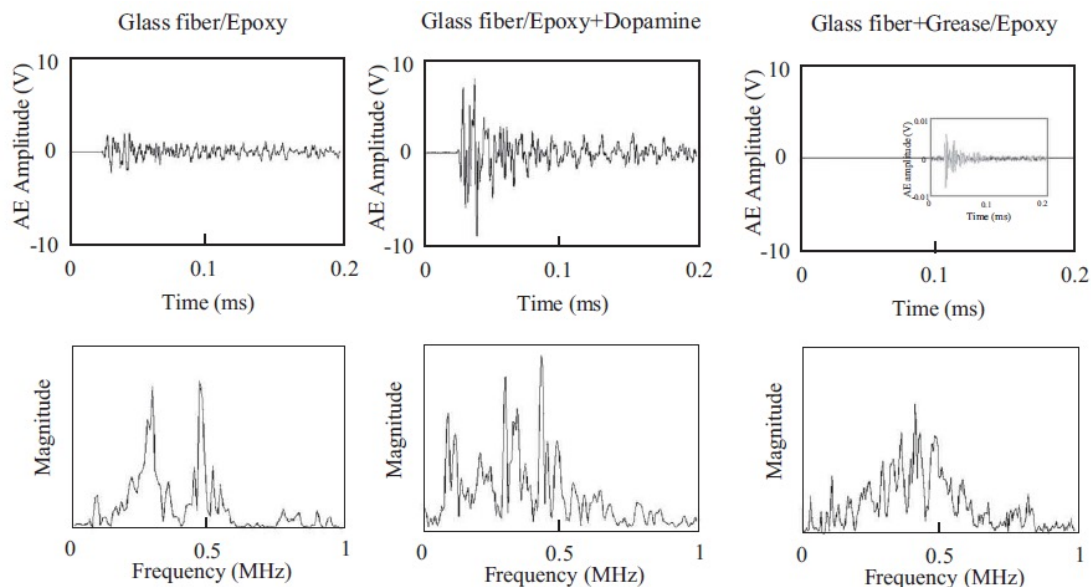 Glass fiber/Epoxy
10
AE Amplitude (V)
0
-10
0
0.1
0.2
Time (ms)
Glass fiber/Epoxy+Dopamine
10
AE Amplitude (V)
0
-10
0
0.1
0.2
Time (ms)
Glass fiber+Grease/Epoxy
10
AE Amplitude (V)
0
-10
0
0.1
0.2
Time (ms)
0.01
AE amplitude (V)
0
-0.01
0
0.1
0.2
Time (ms)
Magnitude
0
0.5
1
Frequency (MHz)
Magnitude
0
0.5
1
Frequency (MHz)
Magnitude
0
0.5
1
Frequency (MHz)